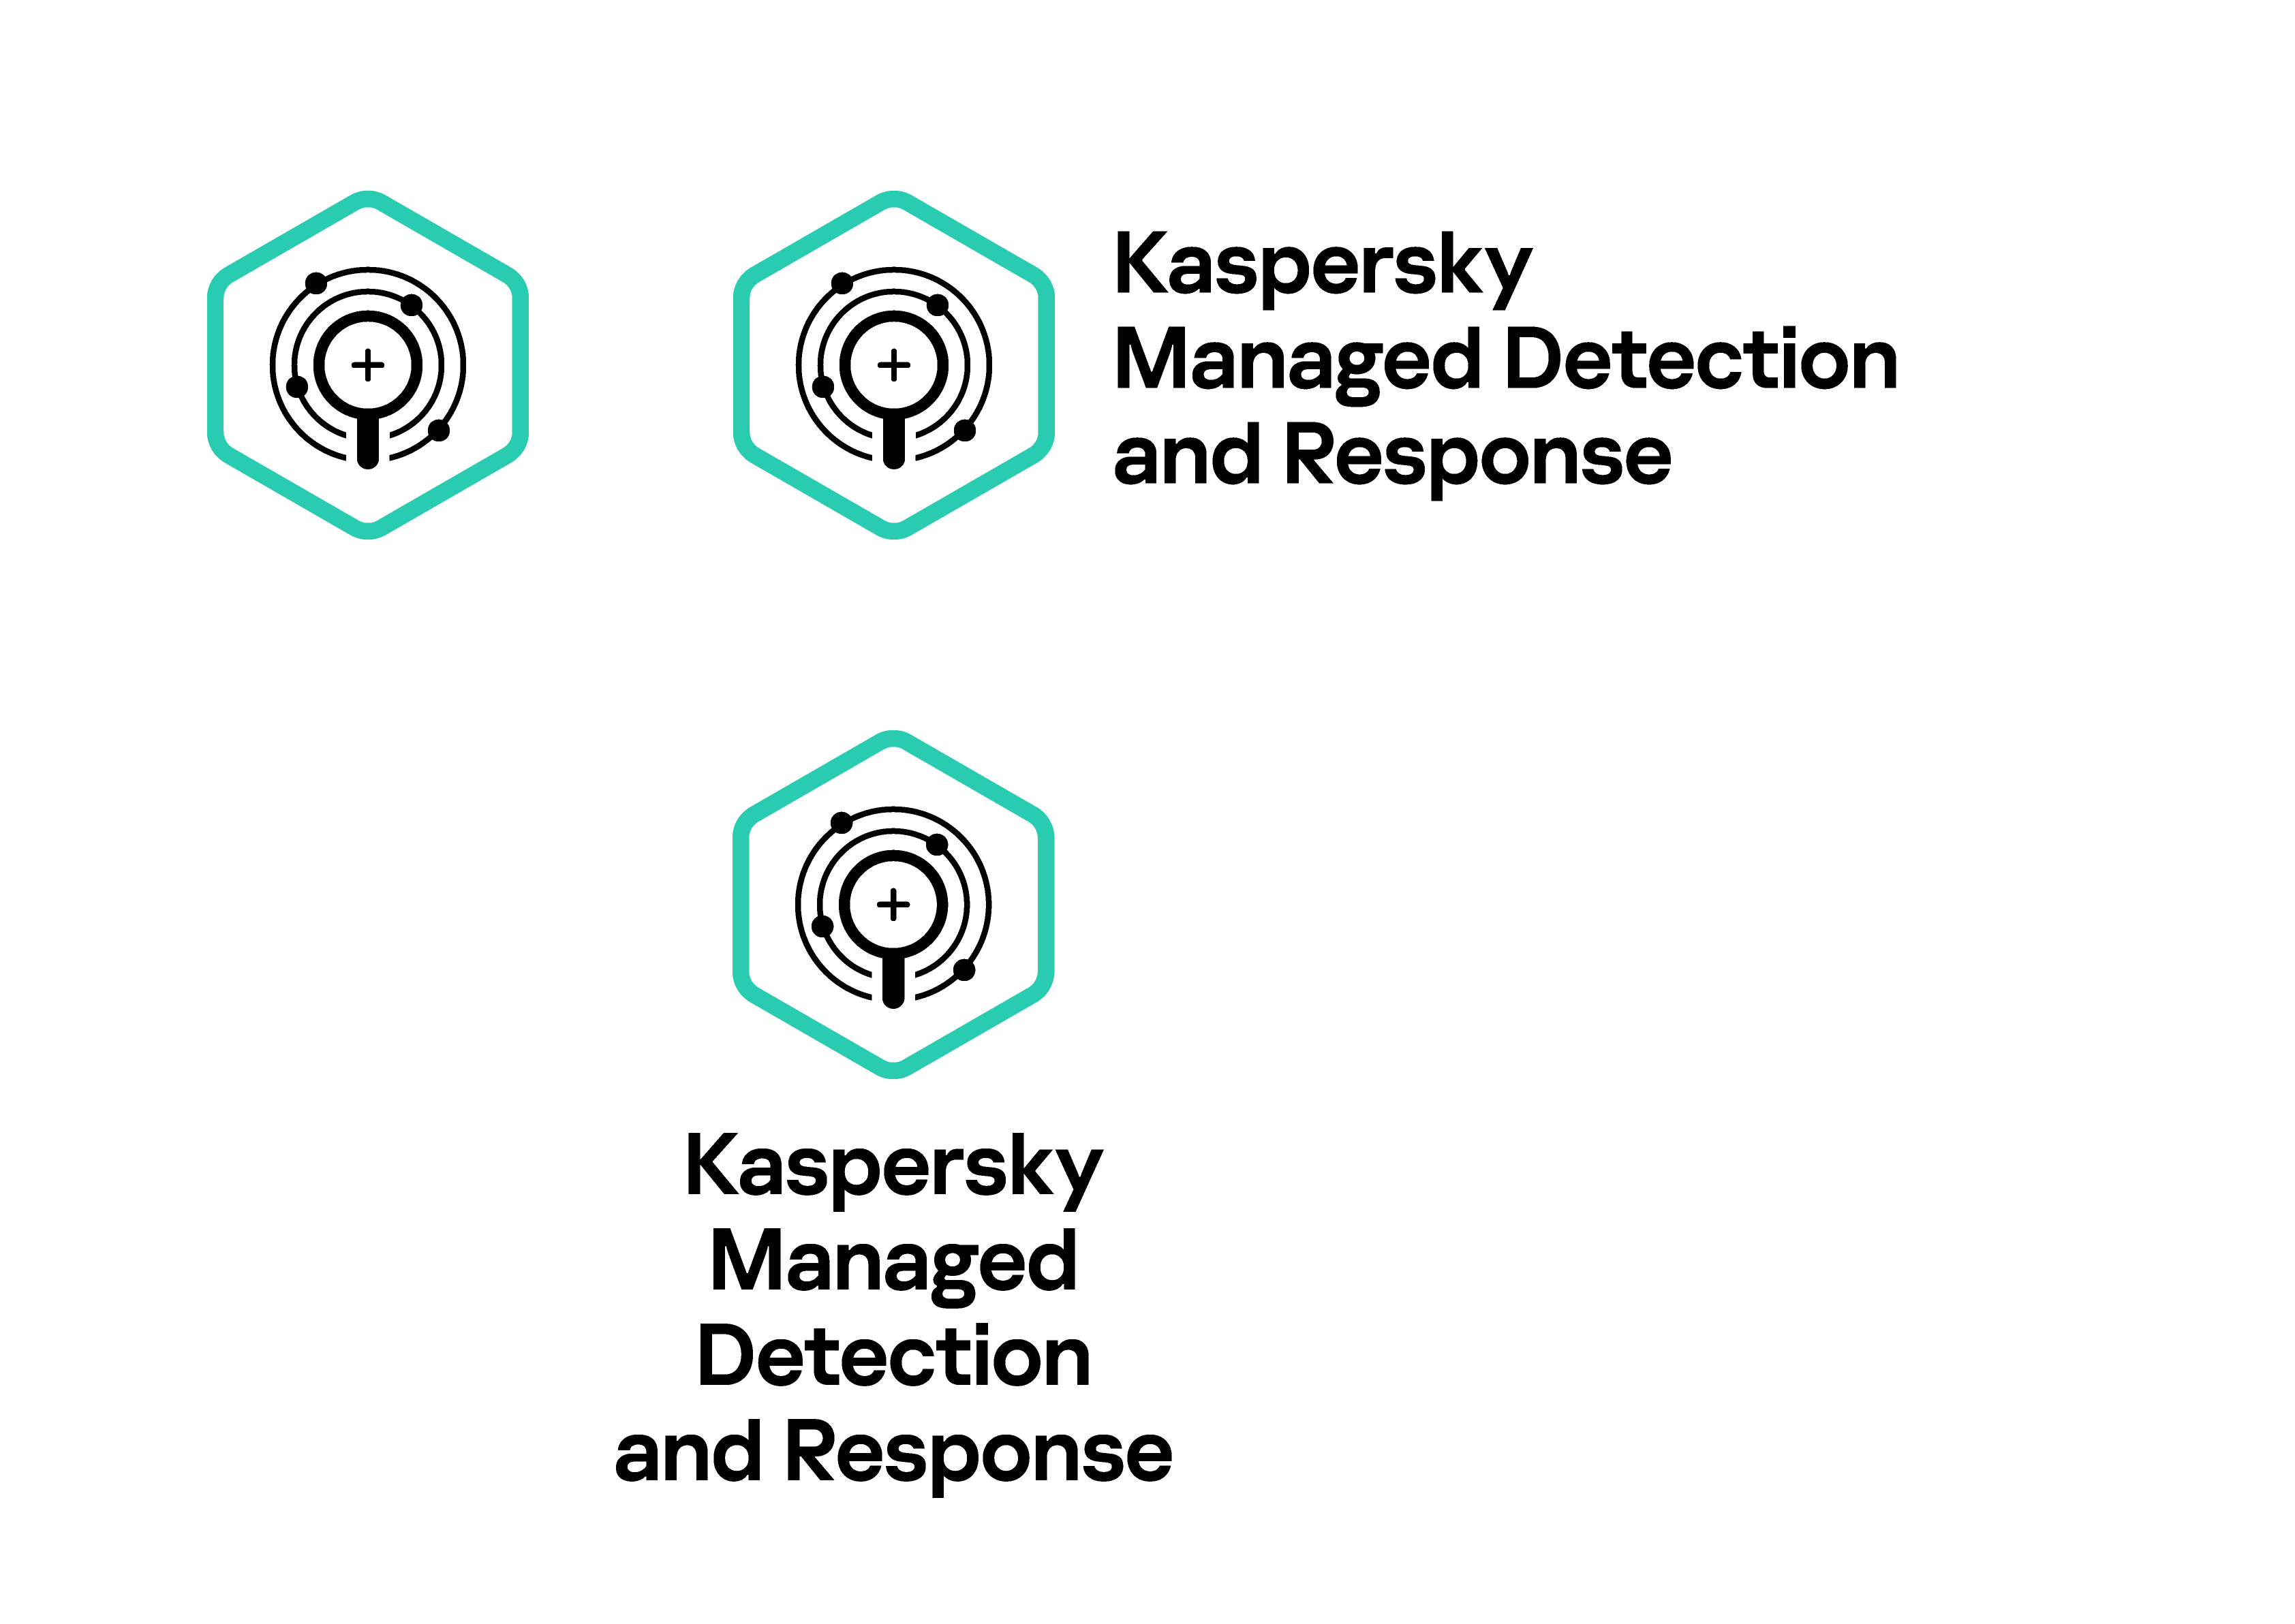 Kaspersky
Managed Detection
and Response
Kaspersky
Managed
Detection
and Response